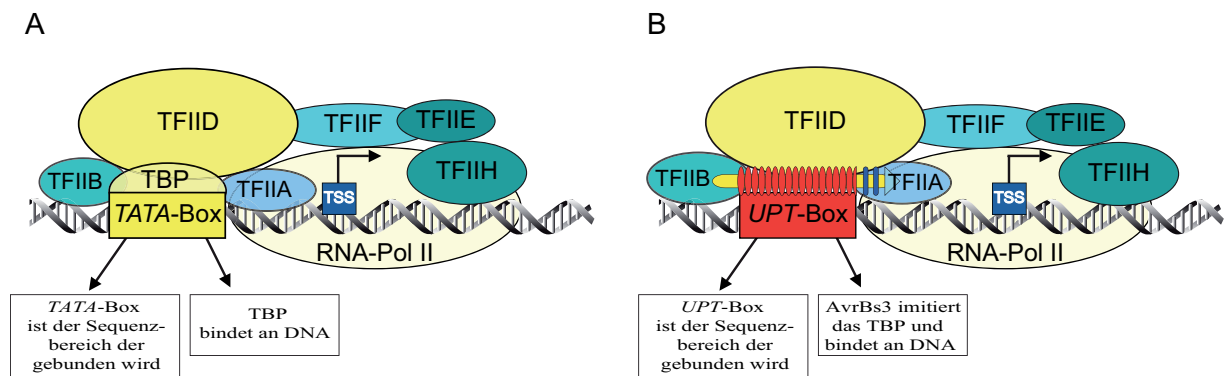 A
TFIID
TFIIF
TFIIE
TFIIH
TFIIB
TBP
TFIIA
TATA-Box
TSS
RNA-Pol II
TATA-Box
ist der Sequenz-
bereich der
gebunden wird
TBP
bindet an DNA
B
TFIID
TFIIF
TFIIE
TFIIH
TFIIB
TFIIA
UPT-Box
TSS
RNA-Pol II
UPT-Box
ist der Sequenz-
bereich der
gebunden wird
AvrBs3 imitiert
das TBP und
bindet an DNA